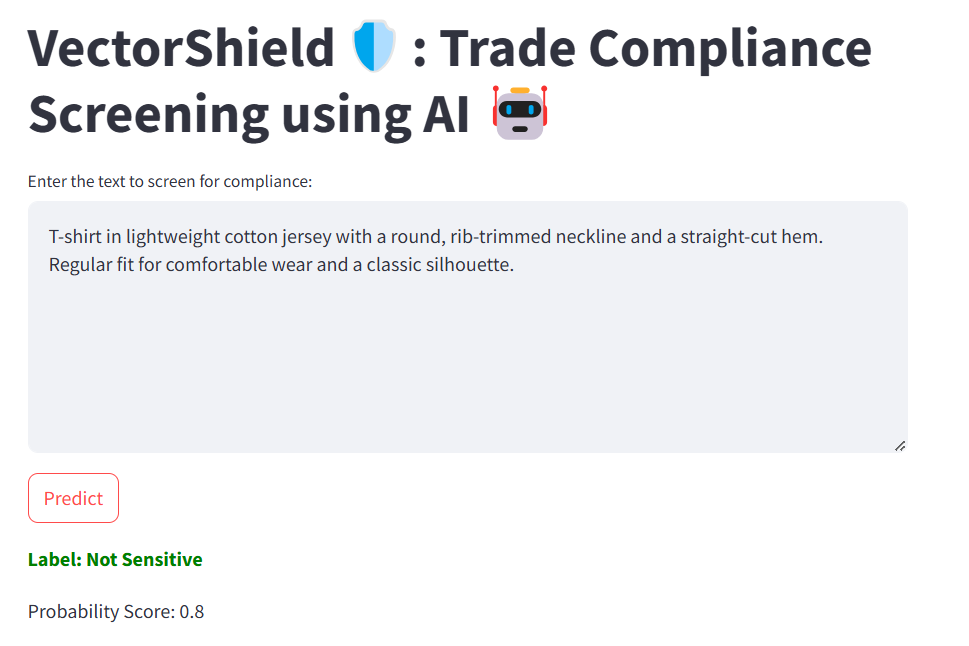 VectorShield 🛡️ : Trade Compliance
Screening using AI 🤖
Enter the text to screen for compliance:
T-shirt in lightweight cotton jersey with a round, rib-trimmed neckline and a straight-cut hem.
Regular fit for comfortable wear and a classic silhouette.
Predict
Label: Not Sensitive
Probability Score: 0.8